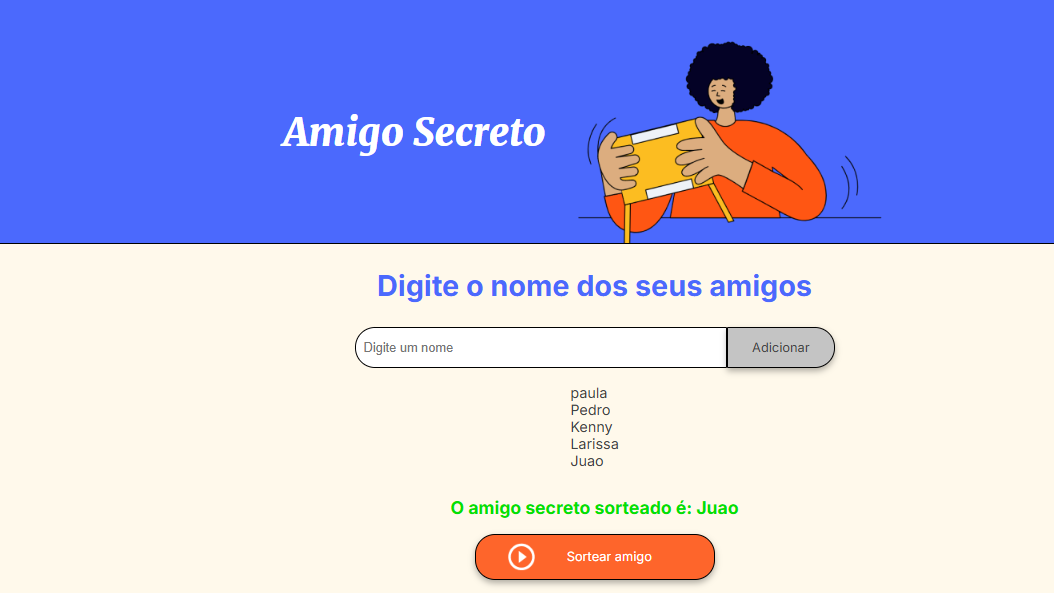 Amigo Secreto
Digite o nome dos seus amigos
Digite um nome
Adicionar
paula
Pedro
Kenny
Larissa
Juao
O amigo secreto sorteado é: Juao
Sortear amigo